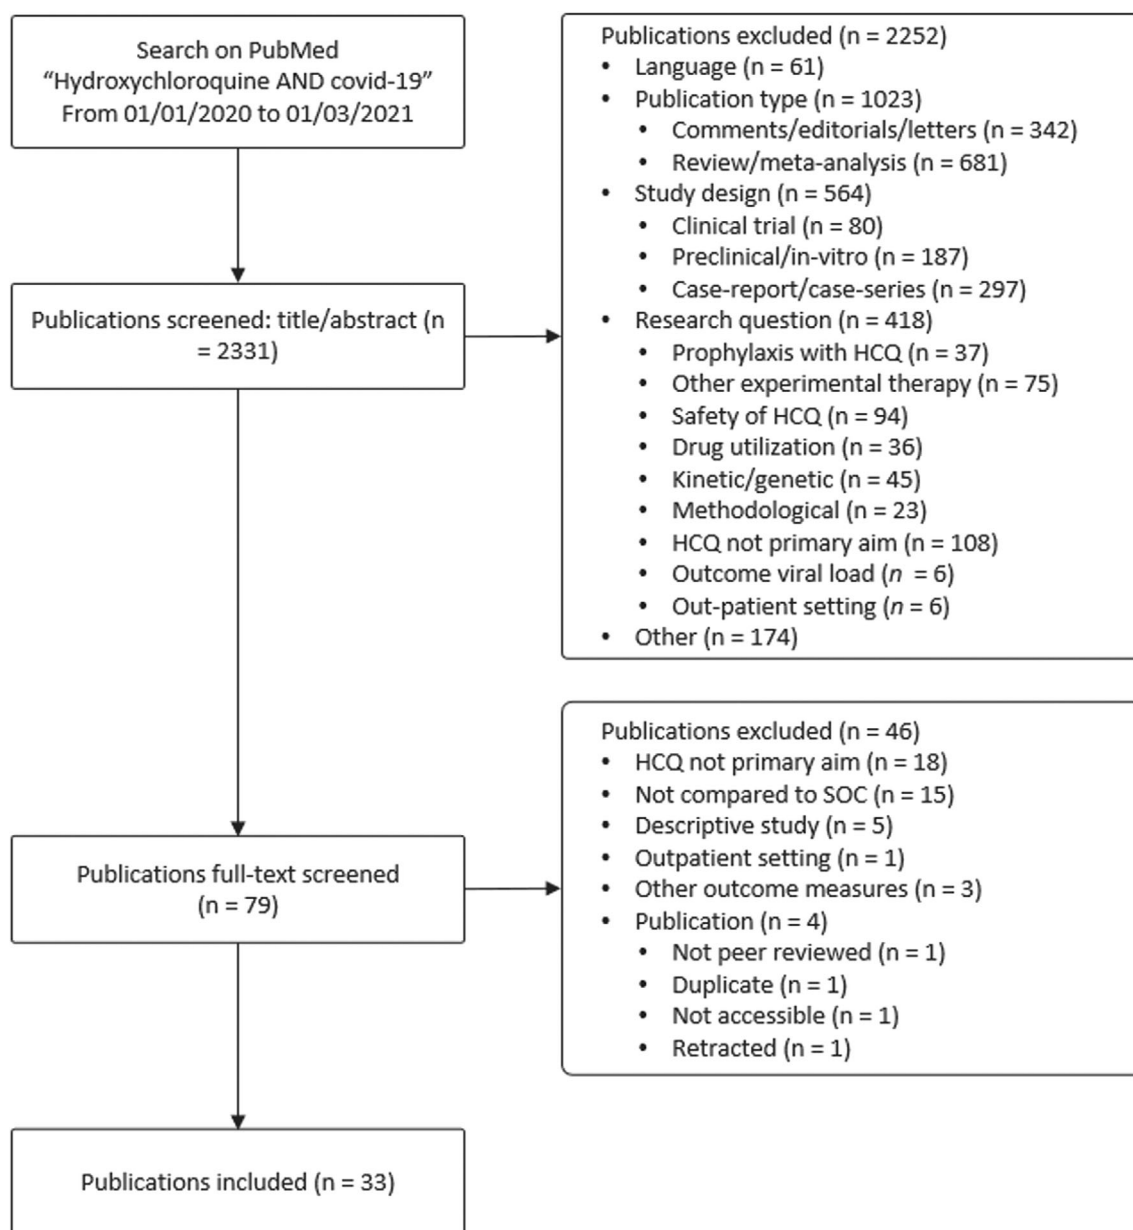 Search on PubMed
“Hydroxychloroquine AND covid-19”
From 01/01/2020 to 01/03/2021
Publications screened: title/abstract (n
= 2331)
Publications excluded (n = 2252)
• Language (n = 61)
• Publication type (n = 1023)
• Comments/editorials/letters (n = 342)
• Review/meta-analysis (n = 681)
• Study design (n = 564)
• Clinical trial (n = 80)
• Preclinical/in-vitro (n = 187)
• Case-report/case-series (n = 297)
• Research question (n = 418)
• Prophylaxis with HCQ (n = 37)
• Other experimental therapy (n = 75)
• Safety of HCQ (n = 94)
• Drug utilization (n = 36)
• Kinetic/genetic (n = 45)
• Methodological (n = 23)
• HCQ not primary aim (n = 108)
• Outcome viral load (n = 6)
• Out-patient setting (n = 6)
• Other (n = 174)
Publications full-text screened
(n = 79)
Publications excluded (n = 46)
• HCQ not primary aim (n = 18)
• Not compared to SOC (n = 15)
• Descriptive study (n = 5)
• Outpatient setting (n = 1)
• Other outcome measures (n = 3)
• Publication (n = 4)
• Not peer reviewed (n = 1)
• Duplicate (n = 1)
• Not accessible (n = 1)
• Retracted (n = 1)
Publications included (n = 33)